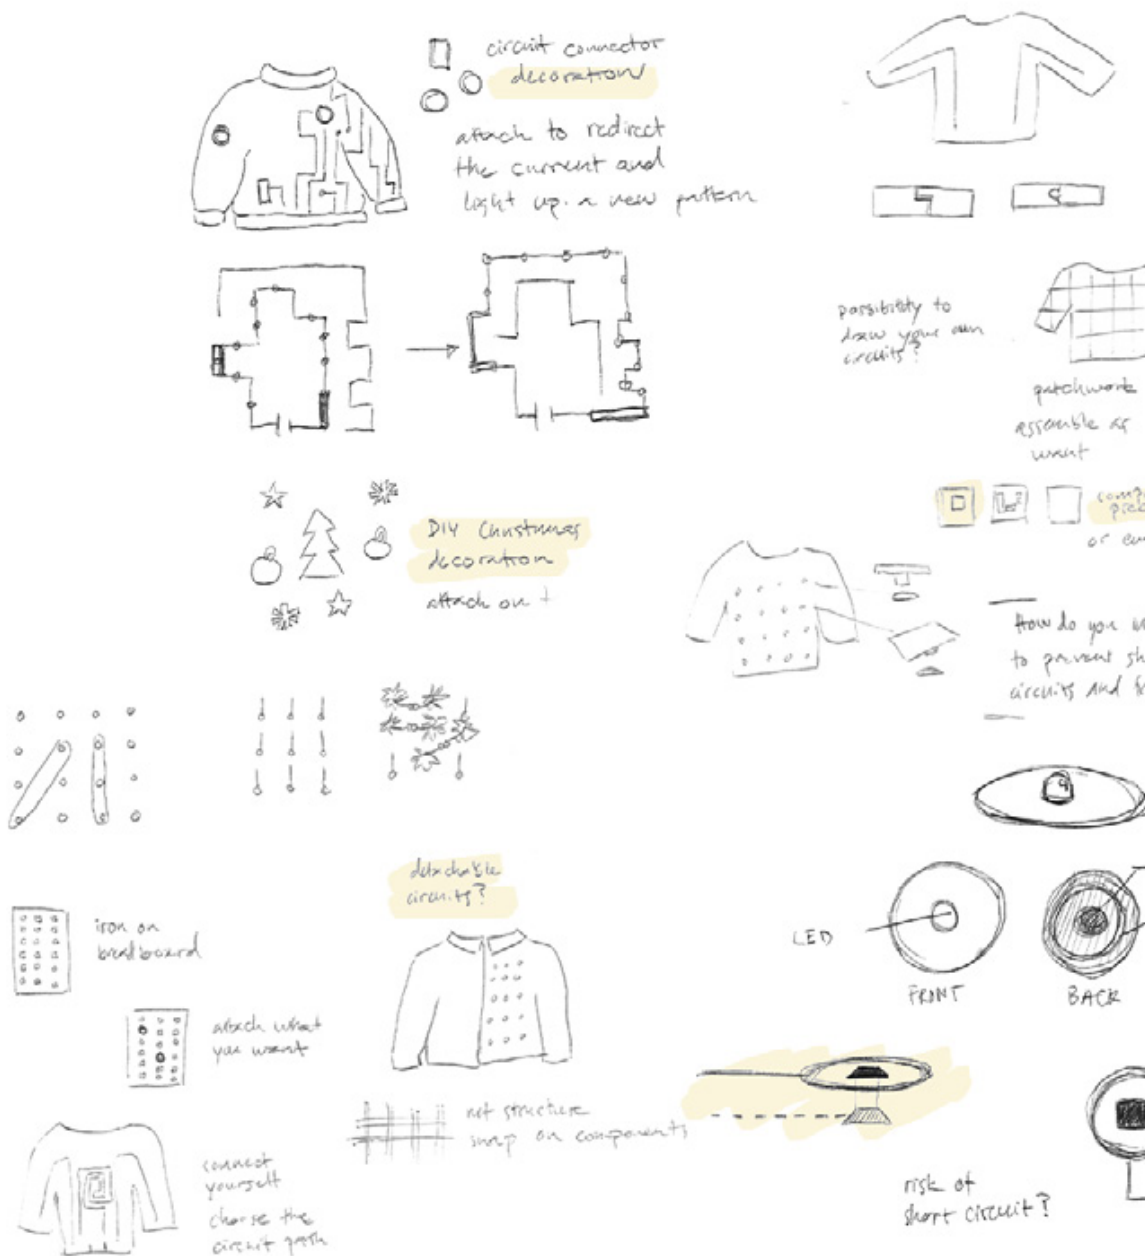 circuit connector
decoration
attach to redirect
the current and
light up a new pattern
possibility to
draw your own
circuits?
patchwork
assemble as
want
or
DIY Christmas
decoration
attach on
How do you
to prevent
circuits and
detachable
circuits?
iron on
breadboard
LED
FRONT
BACK
attach what
you want
net structure
snap on components
connect
yourself
choose the
circuit path
risk of
short circuit?